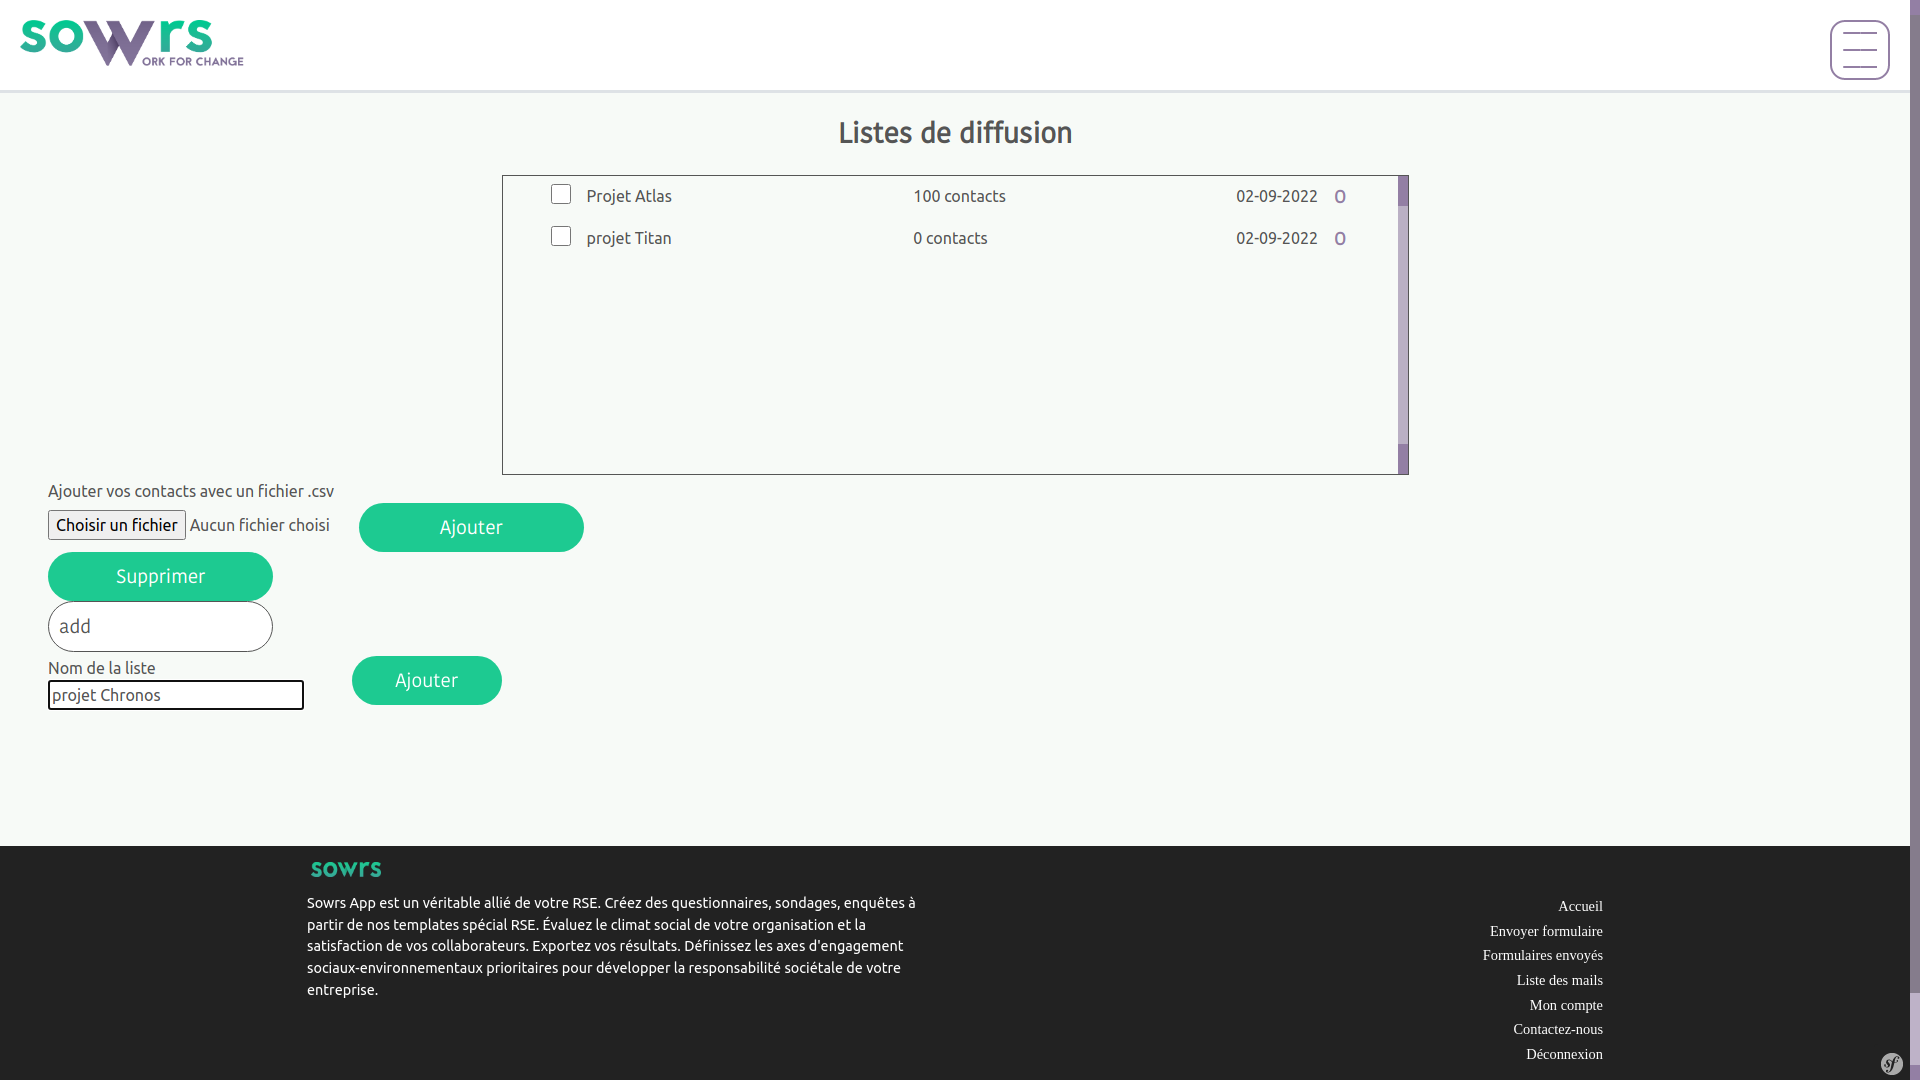 sowrs
ORK FOR CHANGE
Listes de diffusion
Projet Atlas 100 contacts 02-09-2022 O
projet Titan 0 contacts 02-09-2022 O
Ajouter vos contacts avec un fichier .csv
Choisir un fichier Aucun fichier choisi Ajouter
Supprimer
add
Nom de la liste
projet Chronos
Ajouter
sowrs
Sowrs App est un véritable allié de votre RSE. Créez des questionnaires, sondages, enquêtes à
partir de nos templates spécial RSE. Évaluez le climat social de votre organisation et la
satisfaction de vos collaborateurs. Exportez vos résultats. Définissez les axes d'engagement
sociaux-environnementaux prioritaires pour développer la responsabilité sociétale de votre
entreprise.
Accueil
Envoyer formulaire
Formulaires envoyés
Liste des mails
Mon compte
Contactez-nous
Déconnexion
sf